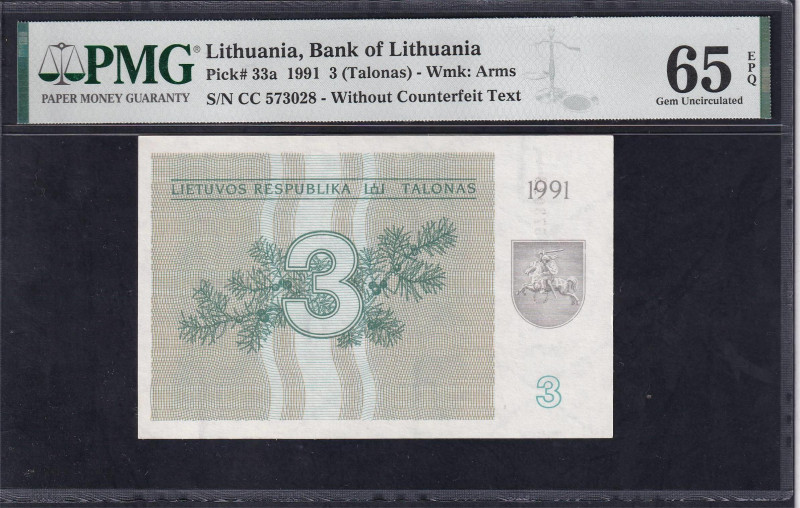 PMG®
PAPER MONEY GUARANTY
Lithuania, Bank of Lithuania
Pick# 33a 1991 3 (Talonas) - Wmk: Arms
S/N CC 573028 - Without Counterfeit Text
65 EPQ
Gem Uncirculated
LIETUVOS RESPUBLIKA TALONAS
1991
3
3